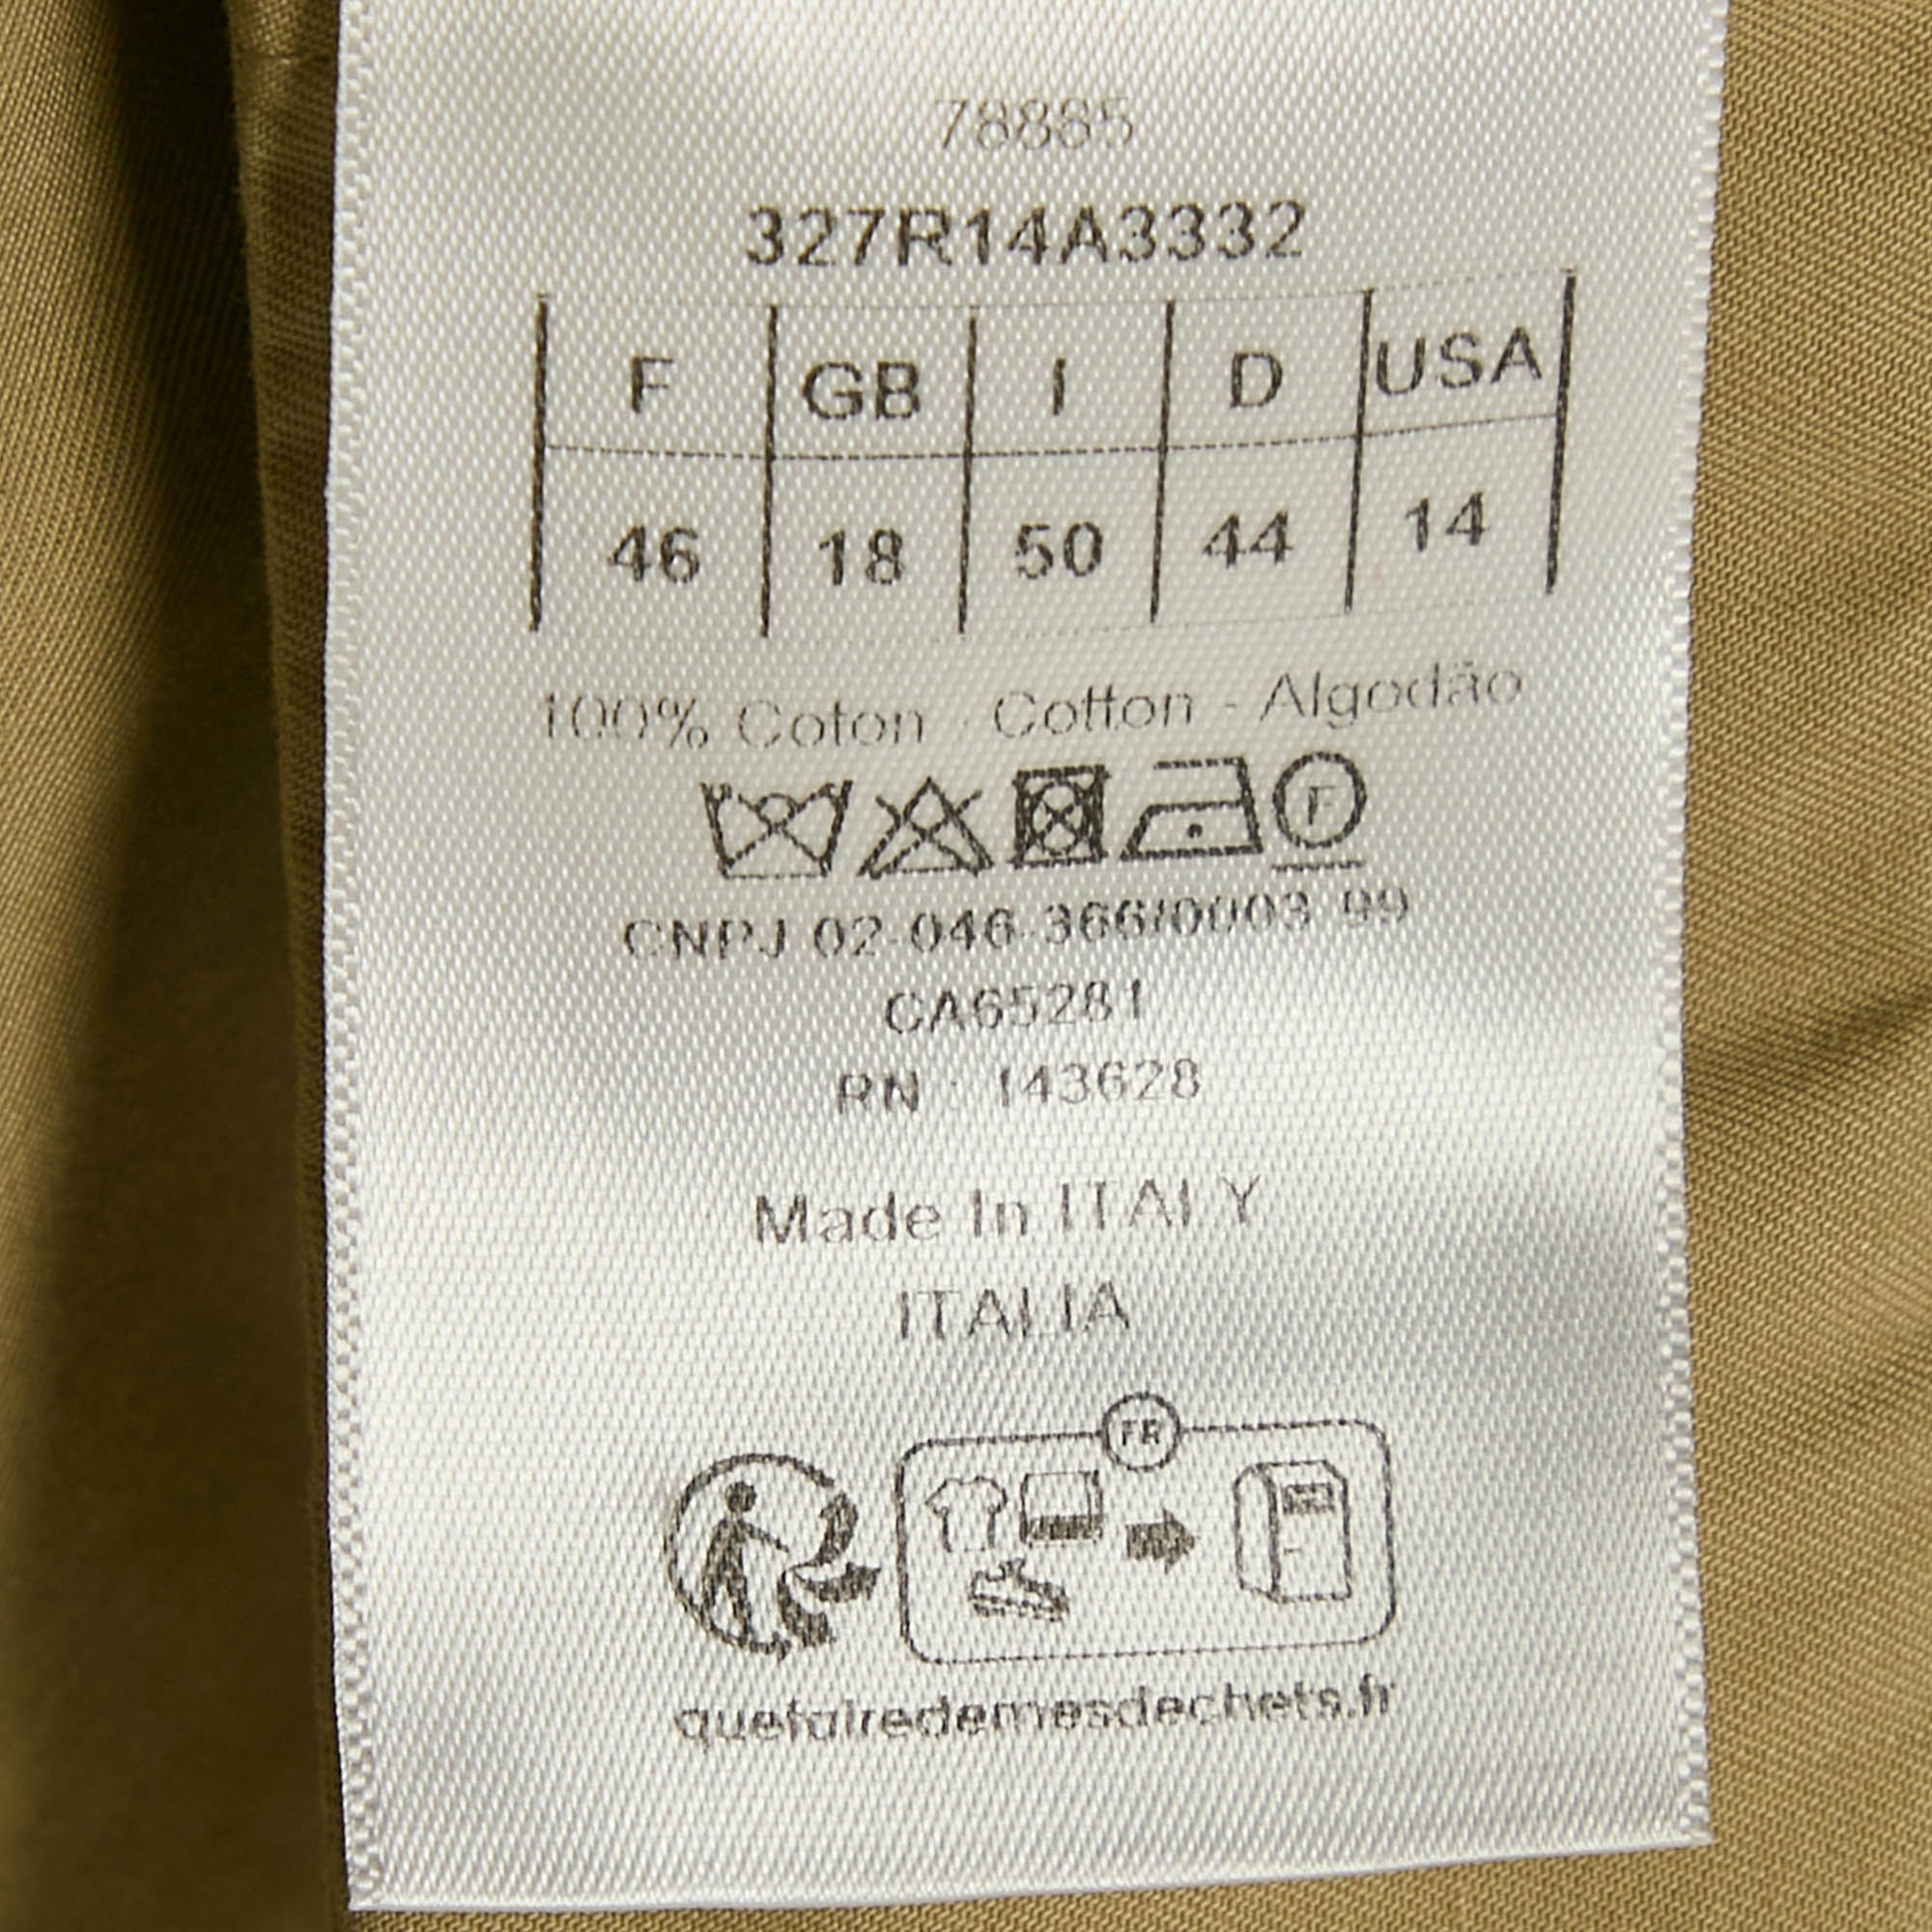 78885
327R14A3332
F GB I D USA
46 18 50 44 14
100% Coton - Cotton - Algodão
F
CNPJ 02.046.366/0003-99
CA65281
RN : 143628
Made In ITALY
ITALIA
FR
quefairedemesdechets.fr